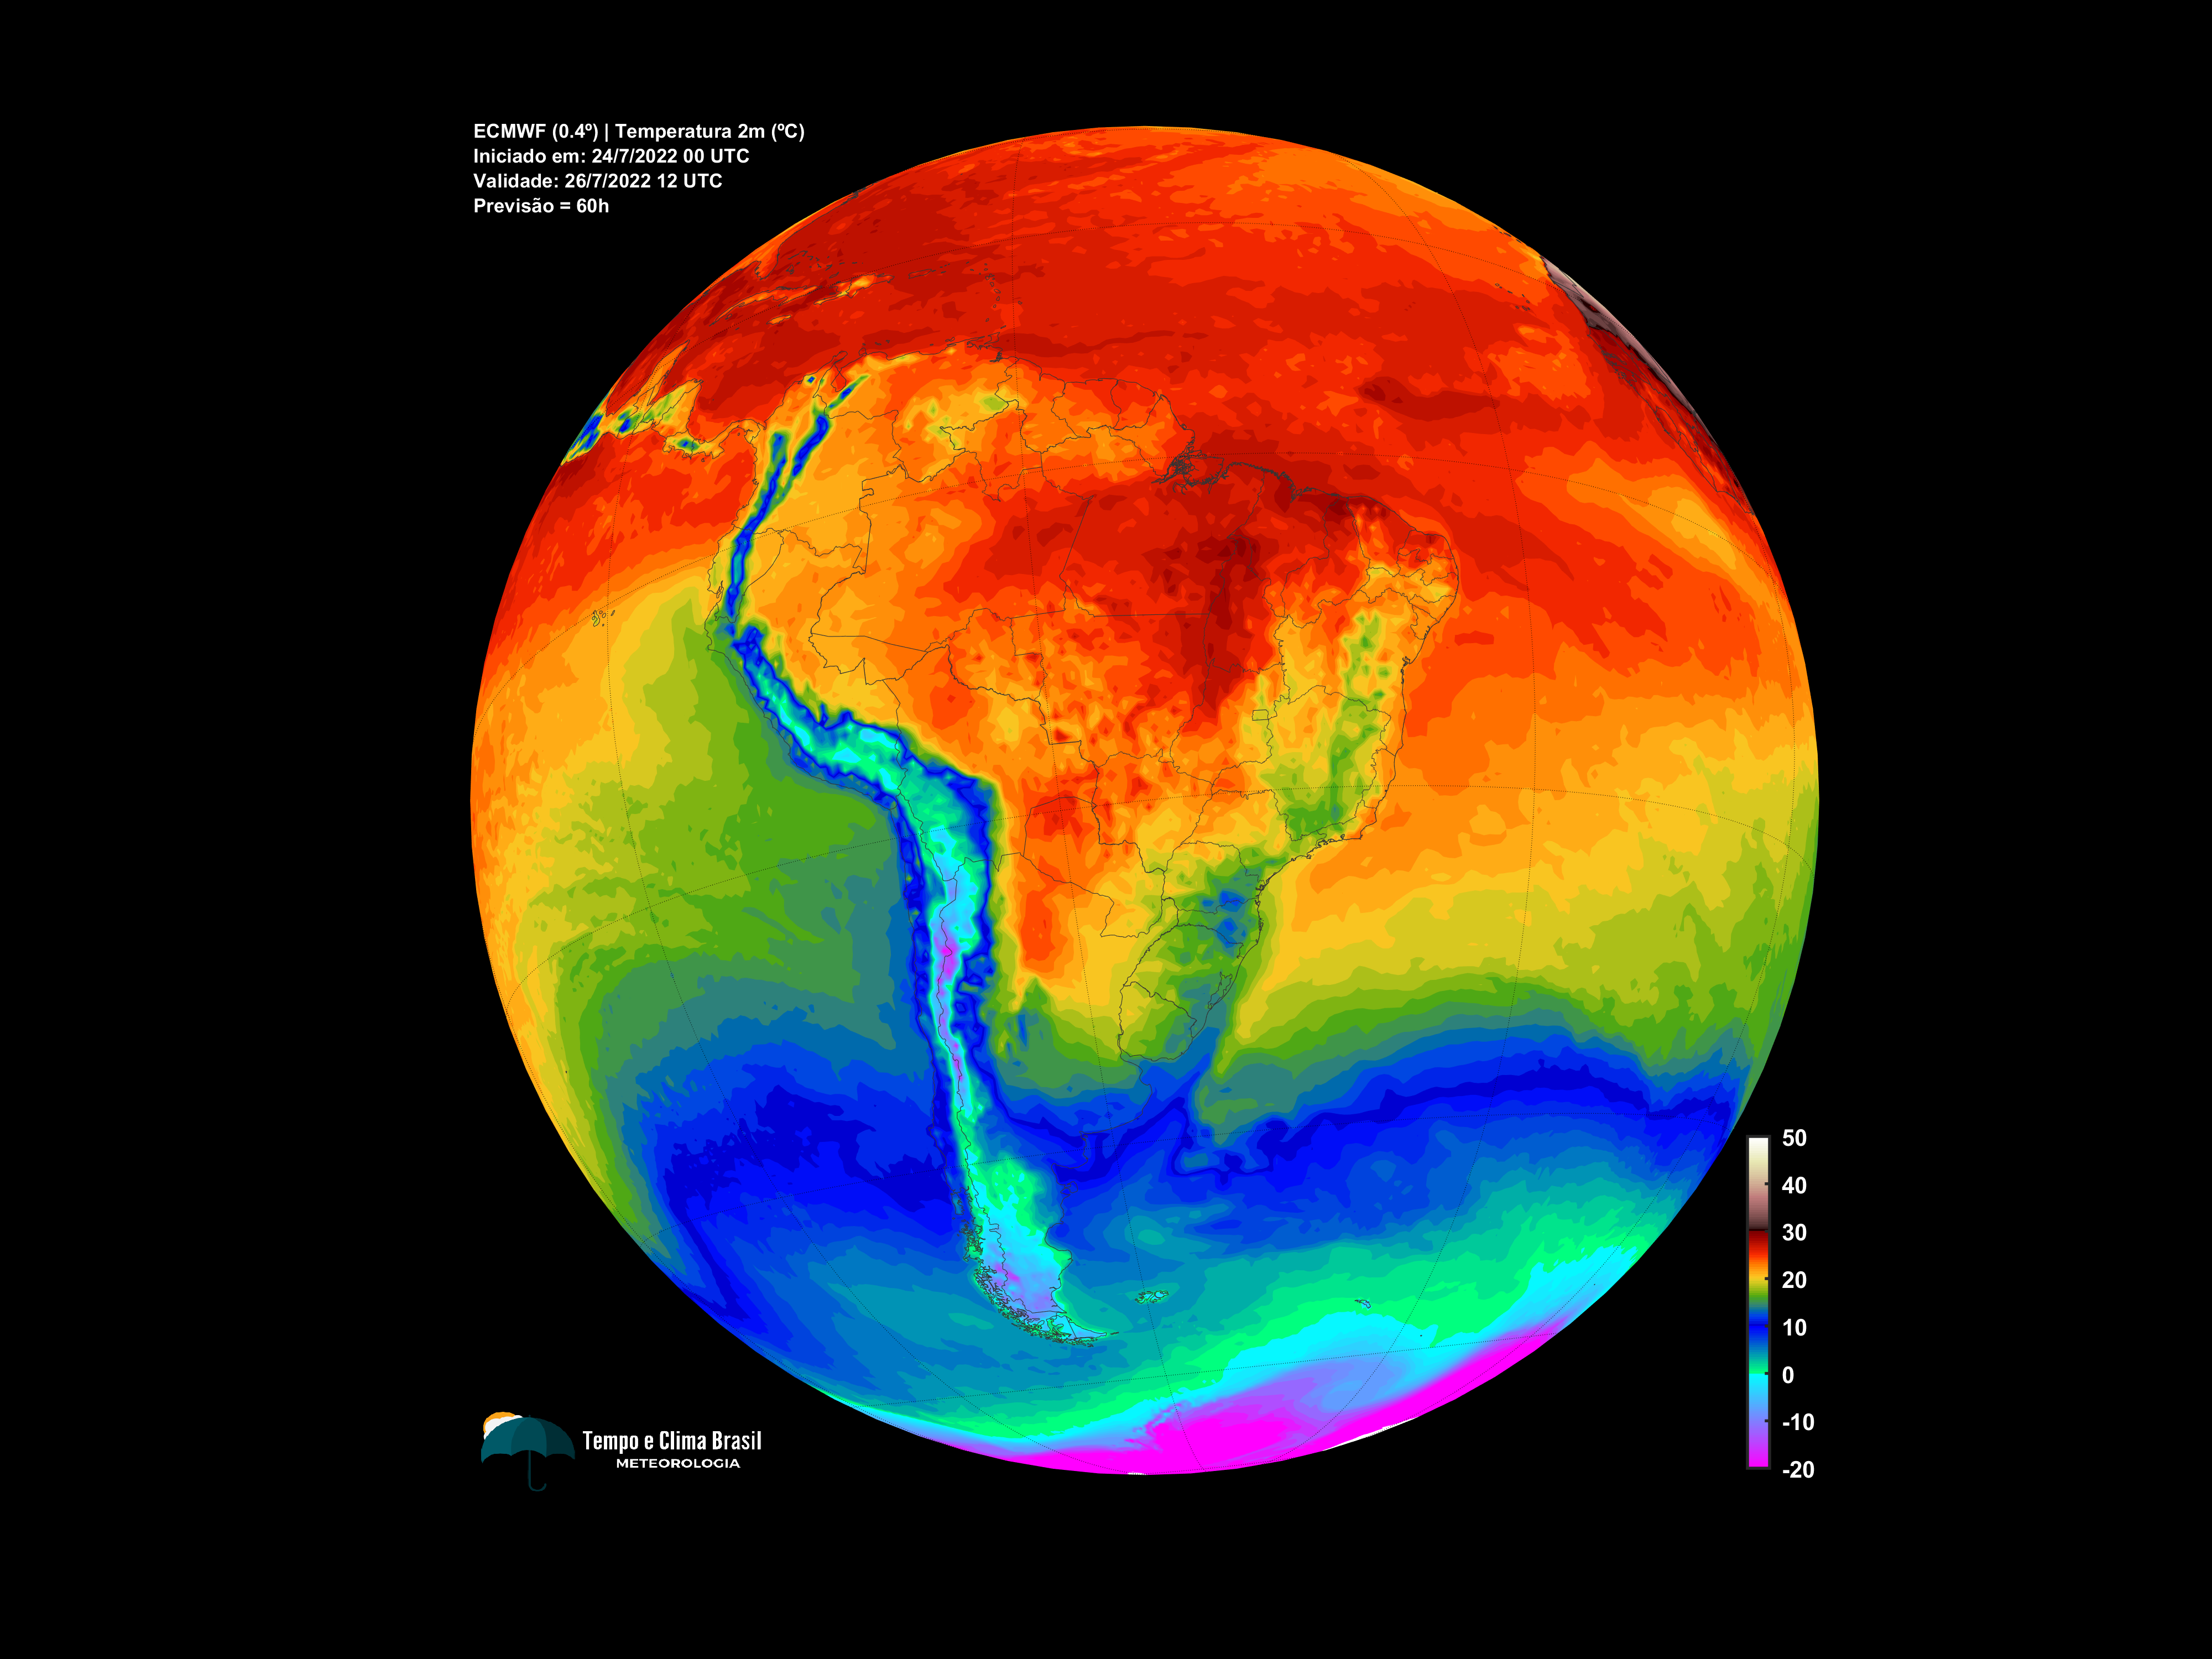 ECMWF (0.4º) | Temperatura 2m (ºC)
Iniciado em: 24/7/2022 00 UTC
Validade: 26/7/2022 12 UTC
Previsão = 60h
50
40
30
20
10
0
-10
-20
Tempo e Clima Brasil
METEOROLOGIA